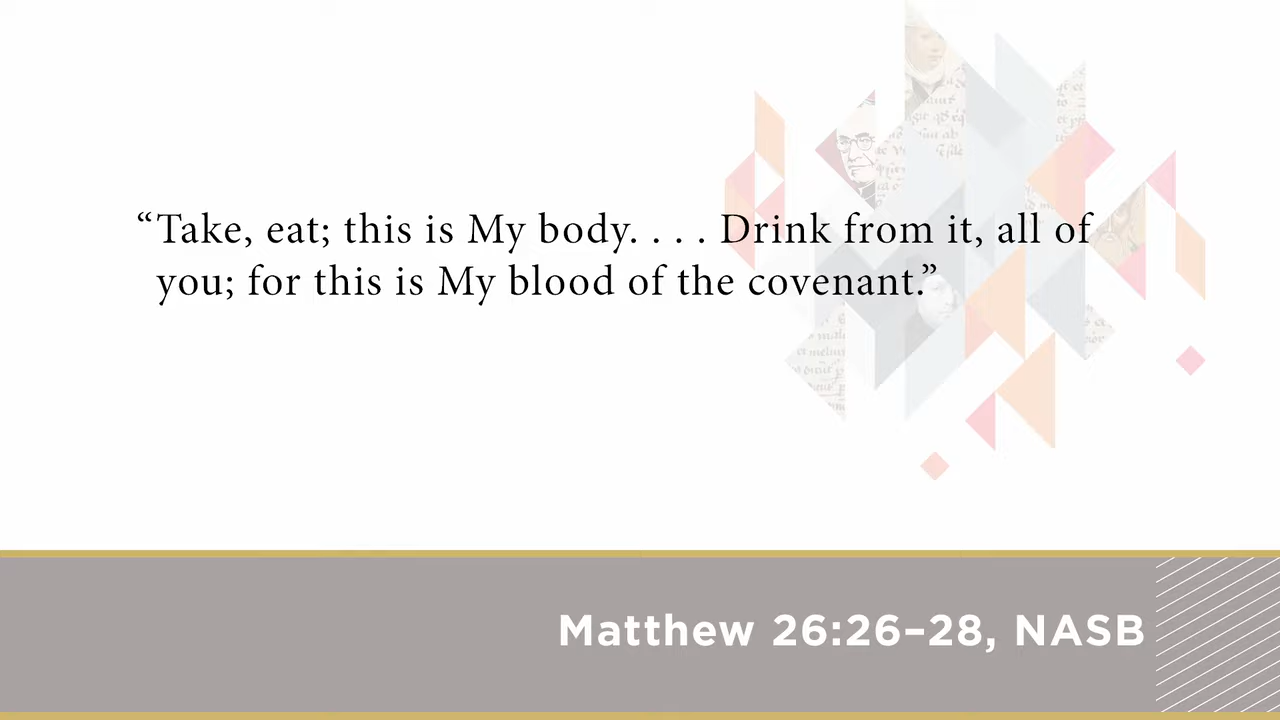 “Take, eat; this is My body. . . . Drink from it, all of
you; for this is My blood of the covenant.”
Matthew 26:26–28, NASB